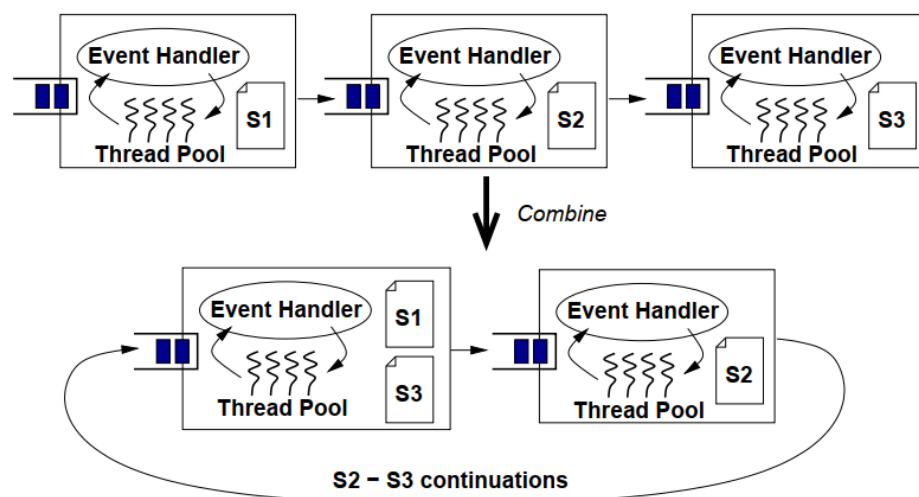 Event Handler
S1
Thread Pool
Event Handler
S2
Thread Pool
Event Handler
S3
Thread Pool
Combine
Event Handler
S1
S3
Thread Pool
Event Handler
S2
Thread Pool
S2 − S3 continuations